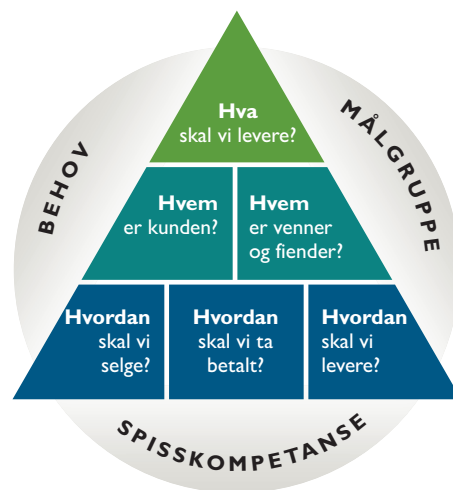 Hva
skal vi levere?
BEHOV
MÅLGRUPPE
Hvem
er kunden?
Hvem
er venner
og fiender?
Hvordan
skal vi
selge?
Hvordan
skal vi ta
betalt?
Hvordan
skal vi
levere?
SPISSKOMPETANSE